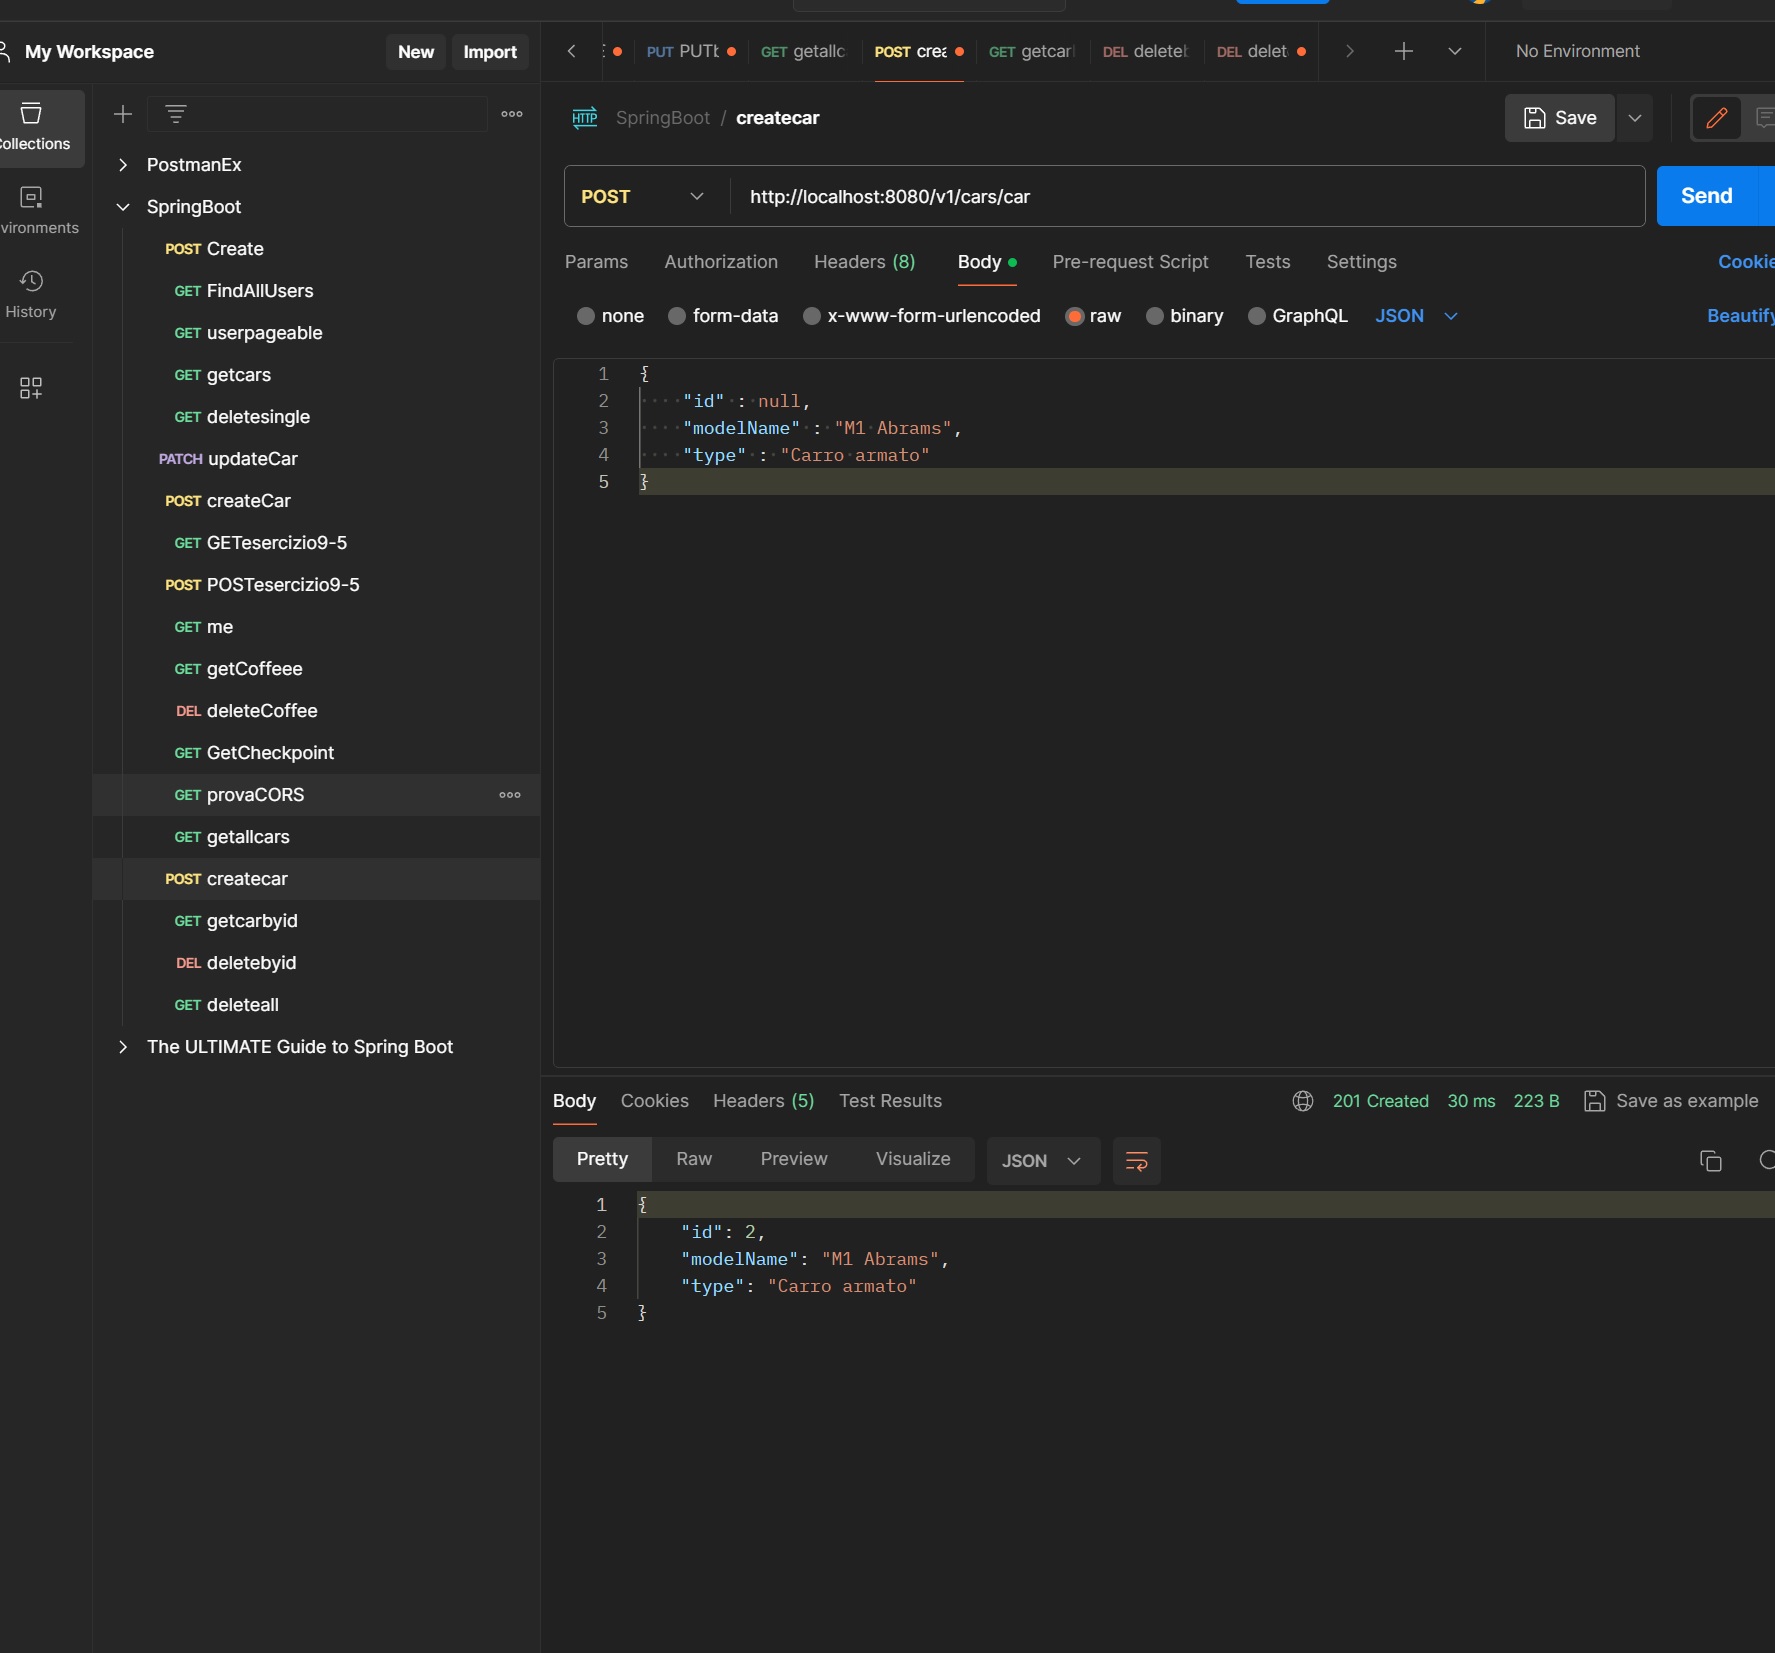 My Workspace
New
Import
PUT PUTb
GET getallc
POST crea
GET getcar
DEL deleteb
DEL delet
No Environment
Collections
vironments
History
PostmanEx
SpringBoot
POST Create
GET FindAllUsers
GET userpageable
GET getcars
GET deletesingle
PATCH updateCar
POST createCar
GET GETesercizio9-5
POST POSTesercizio9-5
GET me
GET getCoffeee
DEL deleteCoffee
GET GetCheckpoint
GET provaCORS
GET getallcars
POST createcar
GET getcarbyid
DEL deletebyid
GET deleteall
The ULTIMATE Guide to Spring Boot
HTTP SpringBoot / createcar
Save
POST http://localhost:8080/v1/cars/car
Send
Params Authorization Headers (8) Body Pre-request Script Tests Settings
Cookie
none form-data x-www-form-urlencoded raw binary GraphQL JSON
Beautify
1 {
2 "id" : null,
3 "modelName" : "M1 Abrams",
4 "type" : "Carro armato"
5 }
Body Cookies Headers (5) Test Results
201 Created 30 ms 223 B Save as example
Pretty Raw Preview Visualize JSON
1 {
2 "id": 2,
3 "modelName": "M1 Abrams",
4 "type": "Carro armato"
5 }